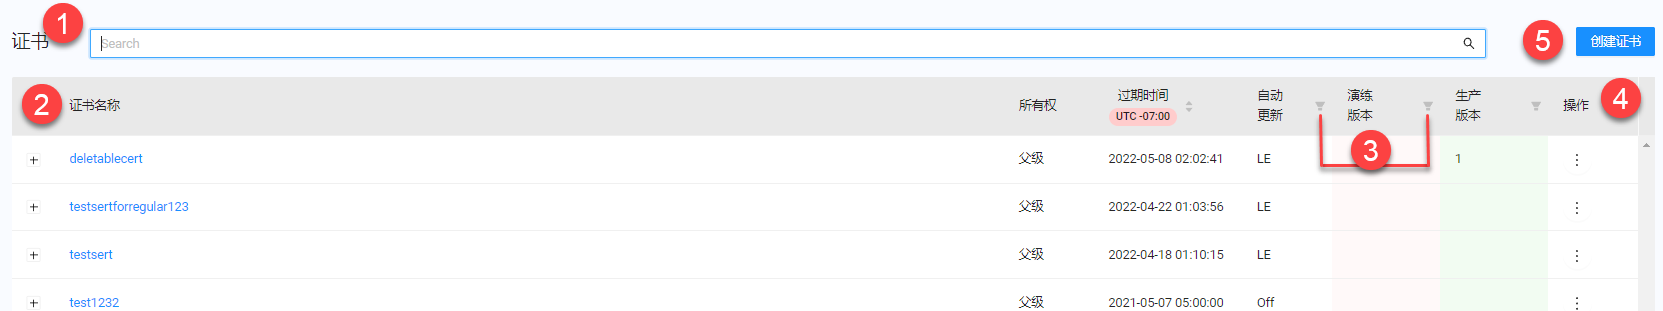 证书
1
Search
5
创建证书
2
证书名称
所有权
过期时间
UTC -07:00
自动
更新
演练
版本
生产
版本
操作
4
3
deletablecert 父级 2022-05-08 02:02:41 LE 1
testsertforregular123 父级 2022-04-22 01:03:56 LE
testsert 父级 2022-04-18 01:10:15 LE
test1232 父级 2021-05-07 05:00:00 Off